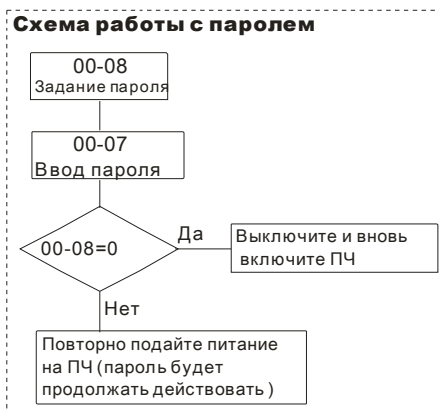 Схема работы с паролем
00-08
Задание пароля
00-07
Ввод пароля
00-08=0
Да
Выключите и вновь
включите ПЧ
Нет
Повторно подайте питание
на ПЧ (пароль будет
продолжать действовать )